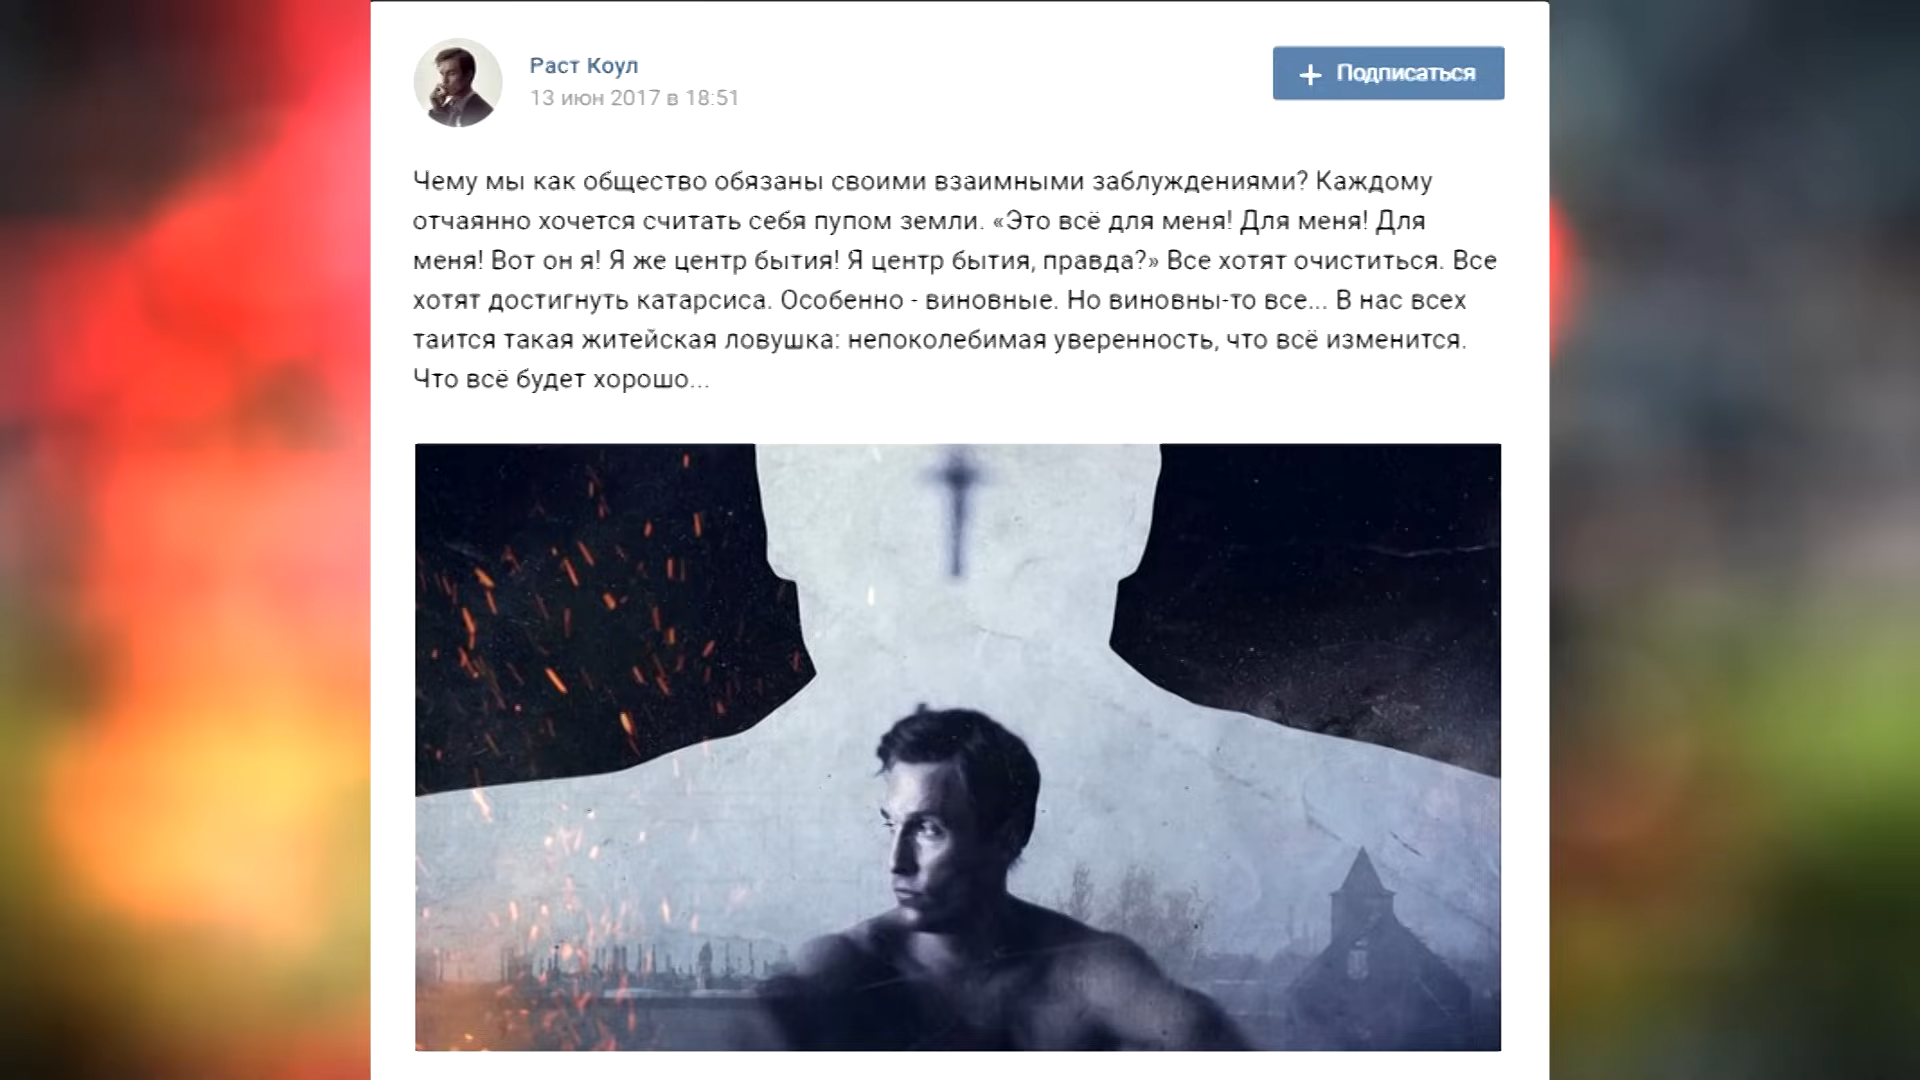 Раст Коул
13 июн 2017 в 18:51
+ Подписаться
Чему мы как общество обязаны своими взаимными заблуждениями? Каждому
отчаянно хочется считать себя пупом земли. «Это всё для меня! Для меня! Для
меня! Вот он я! Я же центр бытия! Я центр бытия, правда?» Все хотят очиститься. Все
хотят достигнуть катарсиса. Особенно - виновные. Но виновны-то все... В нас всех
таится такая житейская ловушка: непоколебимая уверенность, что всё изменится.
Что всё будет хорошо...